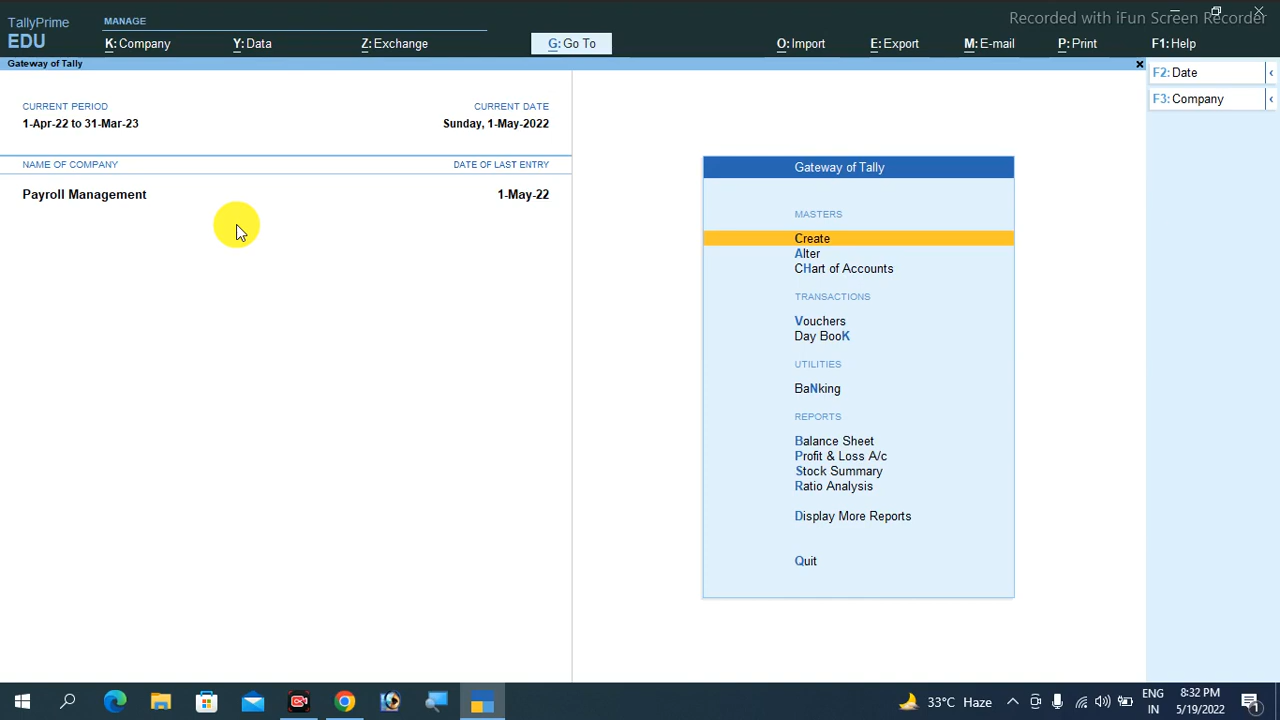 TallyPrime
EDU
MANAGE
K: Company
Y: Data
Z: Exchange
G: Go To
O: Import
E: Export
M: E-mail
P: Print
F1: Help
Recorded with iFun Screen Recorder
Gateway of Tally
F2: Date
F3: Company
CURRENT PERIOD
CURRENT DATE
1-Apr-22 to 31-Mar-23
Sunday, 1-May-2022
NAME OF COMPANY
DATE OF LAST ENTRY
Payroll Management
1-May-22
Gateway of Tally
MASTERS
Create
Alter
CHart of Accounts
TRANSACTIONS
Vouchers
Day BooK
UTILITIES
BaNking
REPORTS
Balance Sheet
Profit & Loss A/c
Stock Summary
Ratio Analysis
Display More Reports
Quit
33°C Haze
ENG
IN
8:32 PM
5/19/2022
1